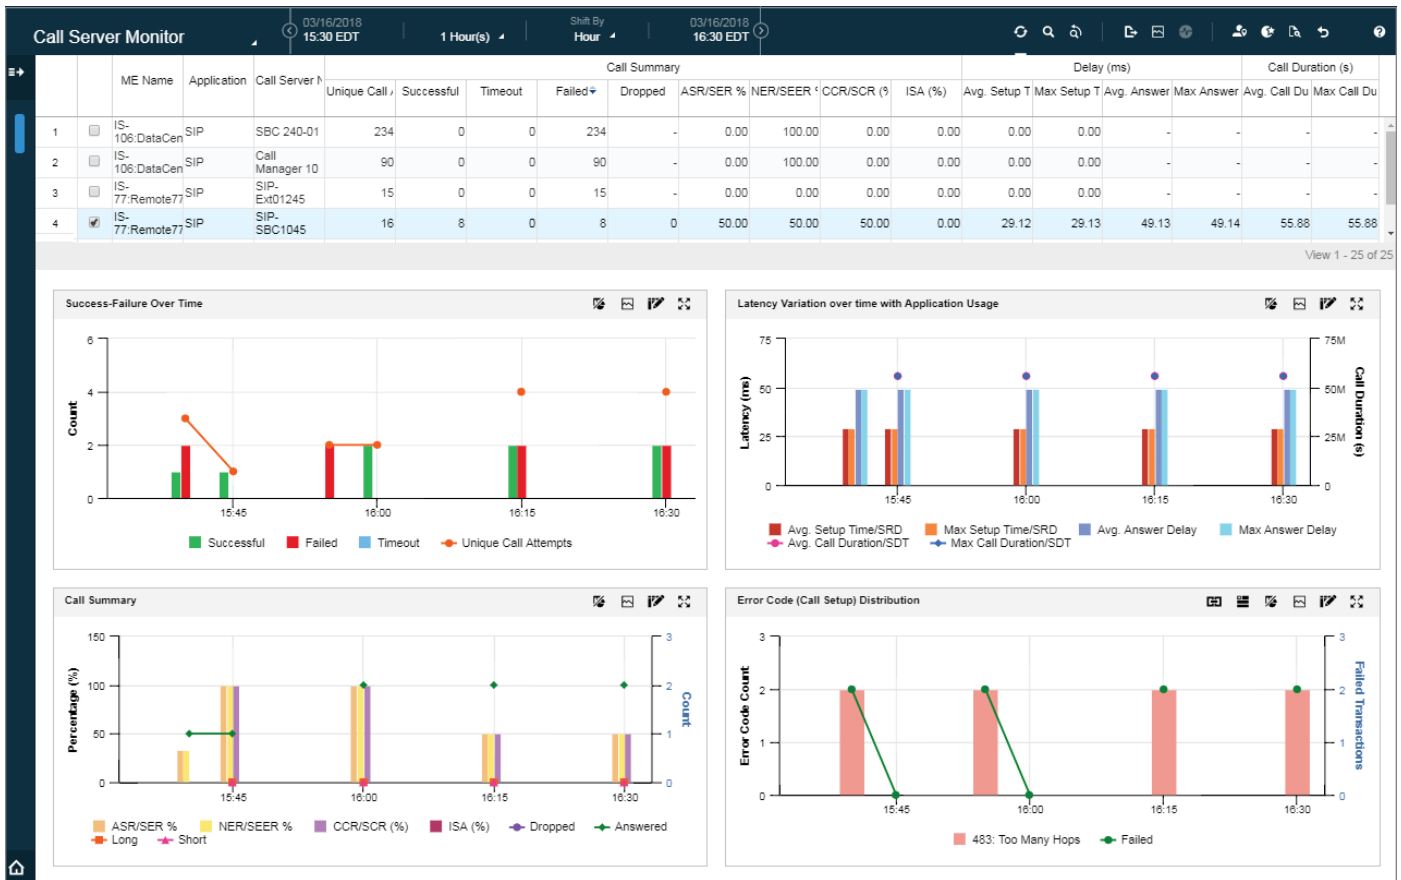 Call Server Monitor
03/16/2018
15:30 EDT
1 Hour(s)
Shift By
Hour
03/16/2018
16:30 EDT
ME Name Application Call Server N Call Summary Delay (ms) Call Duration (s)
Unique Call A Successful Timeout Failed Dropped ASR/SER % NER/SEER % CCR/SCR (% ISA (%) Avg. Setup T Max Setup T Avg. Answer Max Answer Avg. Call Du Max Call Du
1 IS-106:DataCen SIP SBC 240-01 234 0 0 234 - 0.00 100.00 0.00 0.00 0.00 0.00 - - - -
2 IS-106:DataCen SIP Call Manager 10 90 0 0 90 - 0.00 100.00 0.00 0.00 0.00 0.00 - - - -
3 IS-77:Remote77 SIP SIP-Ext01245 15 0 0 15 - 0.00 0.00 0.00 0.00 0.00 0.00 - - - -
4 IS-77:Remote77 SIP SIP-SBC1045 16 8 0 8 0 50.00 50.00 50.00 0.00 29.12 29.13 49.13 49.14 55.88 55.88
View 1 - 25 of 25
Success-Failure Over Time
Count
6
4
2
0
15:45 16:00 16:15 16:30
Successful Failed Timeout Unique Call Attempts
Latency Variation over time with Application Usage
Latency (ms)
75
50
25
0
75M
50M
25M
0
Call Duration (s)
15:45 16:00 16:15 16:30
Avg. Setup Time/SRD Max Setup Time/SRD Avg. Answer Delay Max Answer Delay
Avg. Call Duration/SDT Max Call Duration/SDT
Call Summary
Percentage (%)
150
100
50
0
3
2
1
0
Count
15:45 16:00 16:15 16:30
ASR/SER % NER/SEER % CCR/SCR (%) ISA (%) Dropped Answered
Long Short
Error Code (Call Setup) Distribution
Error Code Count
3
2
1
0
3
2
1
0
Failed Transactions
15:45 16:00 16:15 16:30
483: Too Many Hops Failed